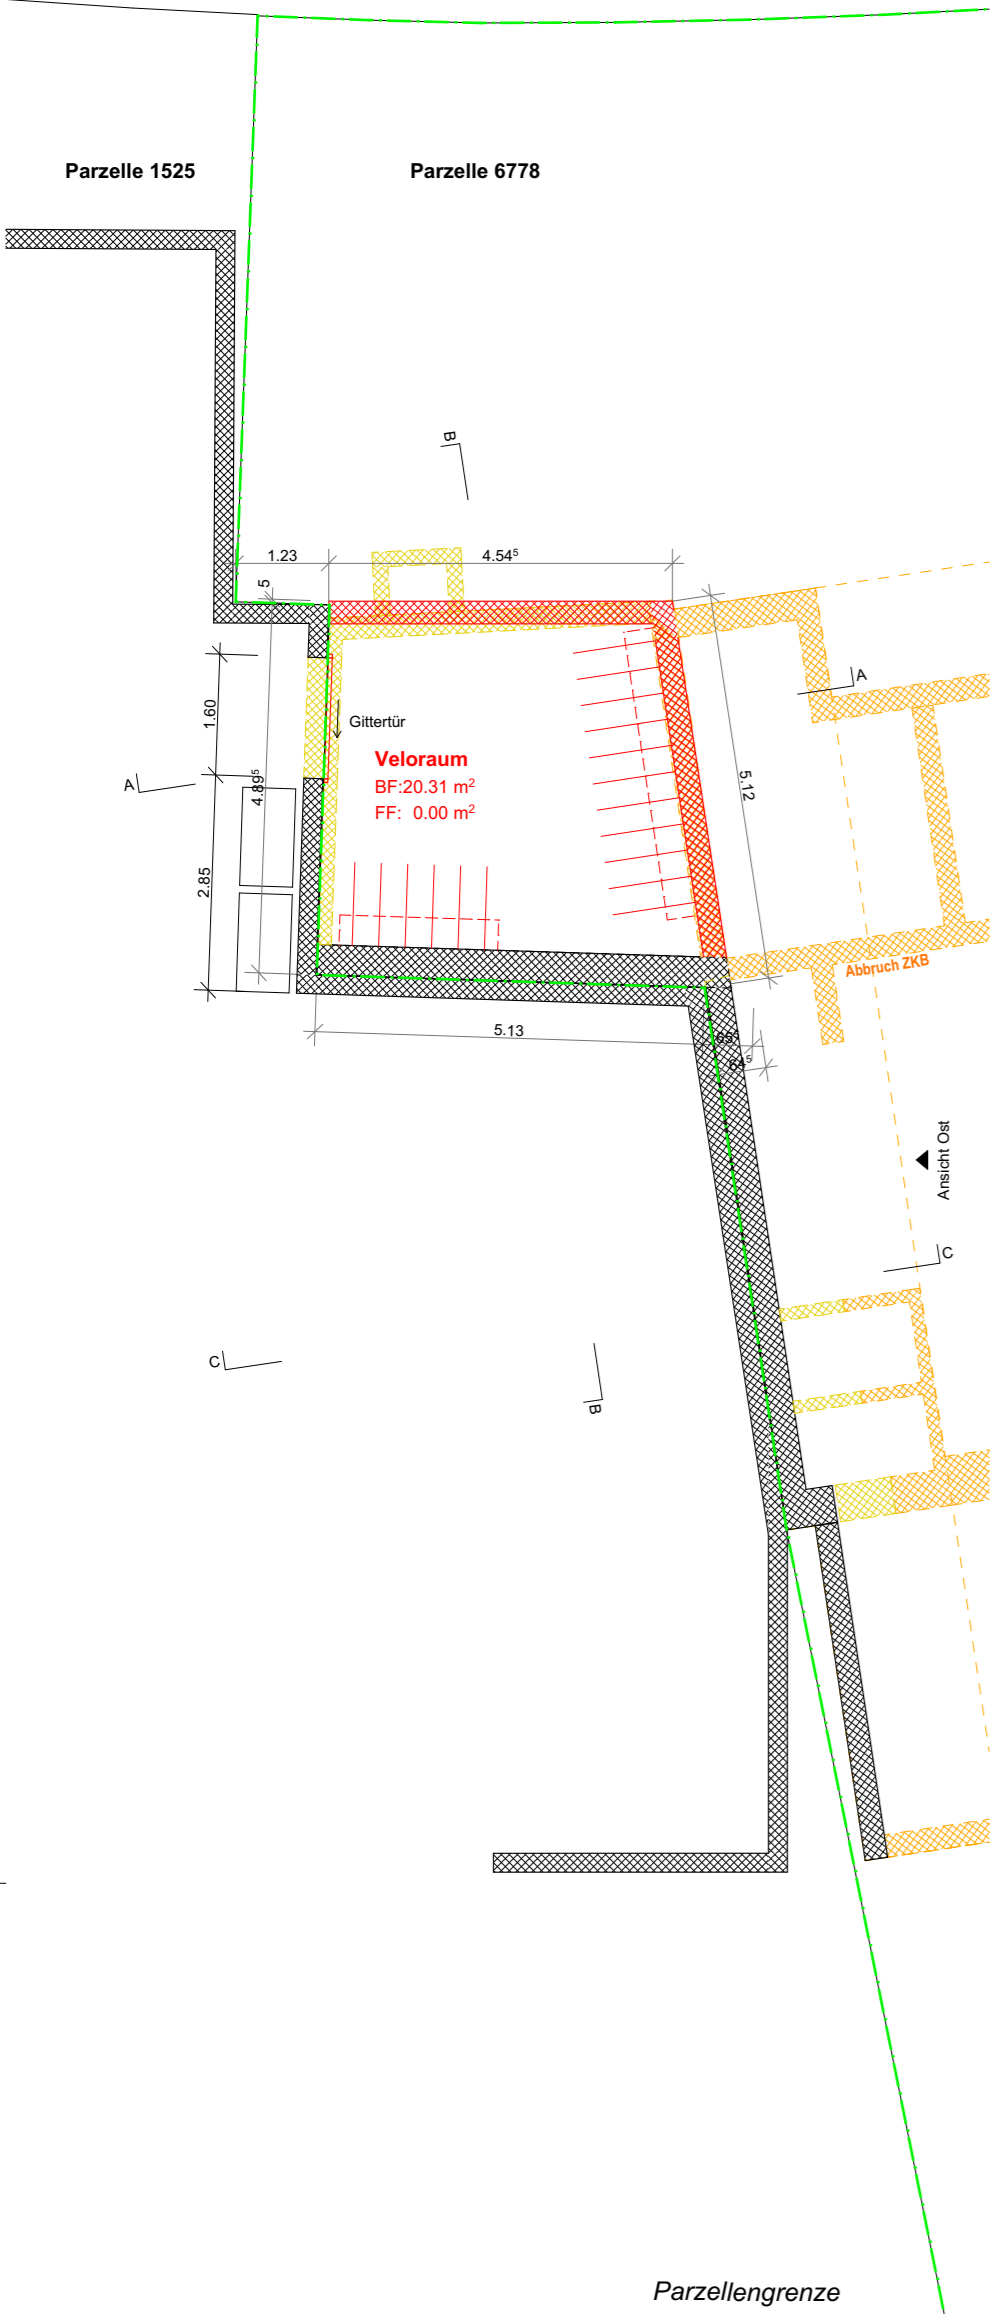 Parzelle 1525
Parzelle 6778
B
1.23
4.54⁵
5
A
1.60
Gittertür
Veloraum
BF:20.31 m²
FF: 0.00 m²
A
4.89⁵
5.12
2.85
Abbruch ZKB
5.13
65⁵
64⁵
Ansicht Ost
C
C
B
Parzellengrenze